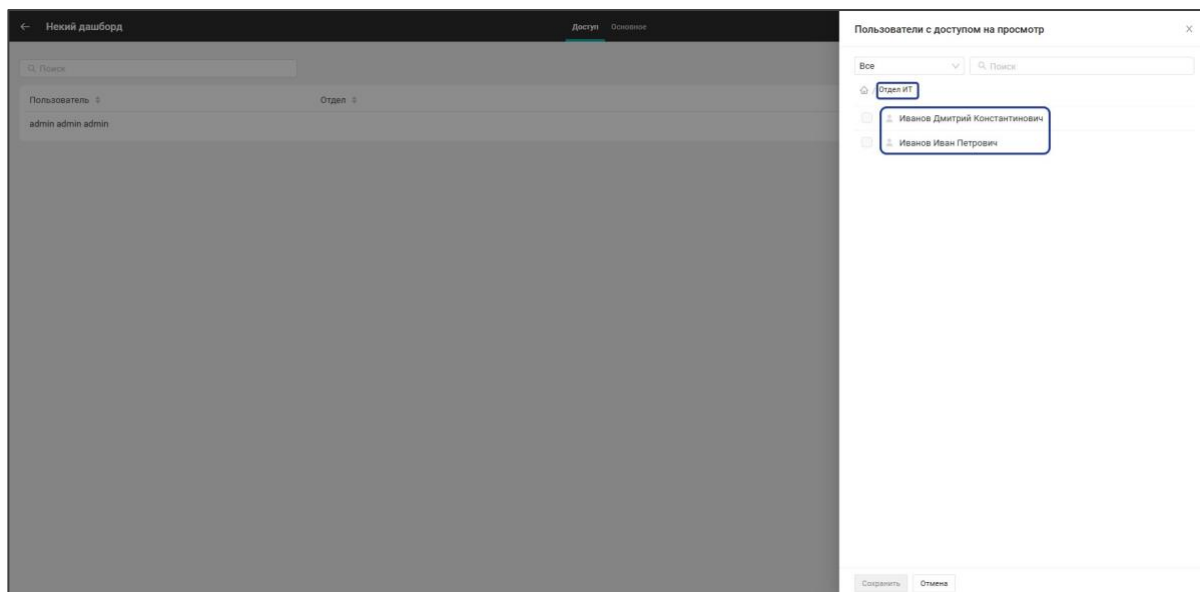 Некий дашборд
Доступ Основное
Поиск
Пользователь Отдел
admin admin admin
Пользователи с доступом на просмотр
Все Поиск
/ Отдел ИТ
Иванов Дмитрий Константинович
Иванов Иван Петрович
Сохранить Отмена